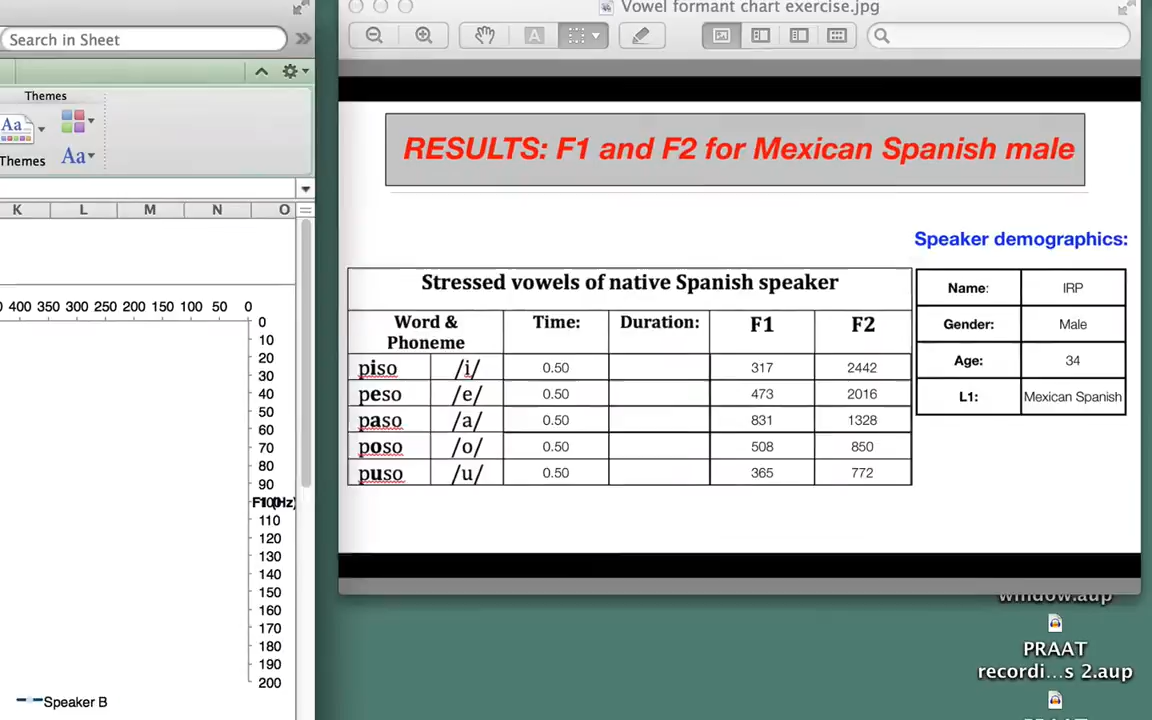 Search in Sheet
Themes
Aa
Themes
Aa
K L M N O
400 350 300 250 200 150 100 50 0
0
10
20
30
40
50
60
70
80
90
F1 (Hz)
110
120
130
140
150
160
170
180
190
200
Speaker B
Vowel formant chart exercise.jpg
A
RESULTS: F1 and F2 for Mexican Spanish male
Speaker demographics:
Stressed vowels of native Spanish speaker
Word & Phoneme Time: Duration: F1 F2
piso /i/ 0.50 317 2442
peso /e/ 0.50 473 2016
paso /a/ 0.50 831 1328
poso /o/ 0.50 508 850
puso /u/ 0.50 365 772
Name: IRP
Gender: Male
Age: 34
L1: Mexican Spanish
window.aup
PRAAT
recordi...s 2.aup